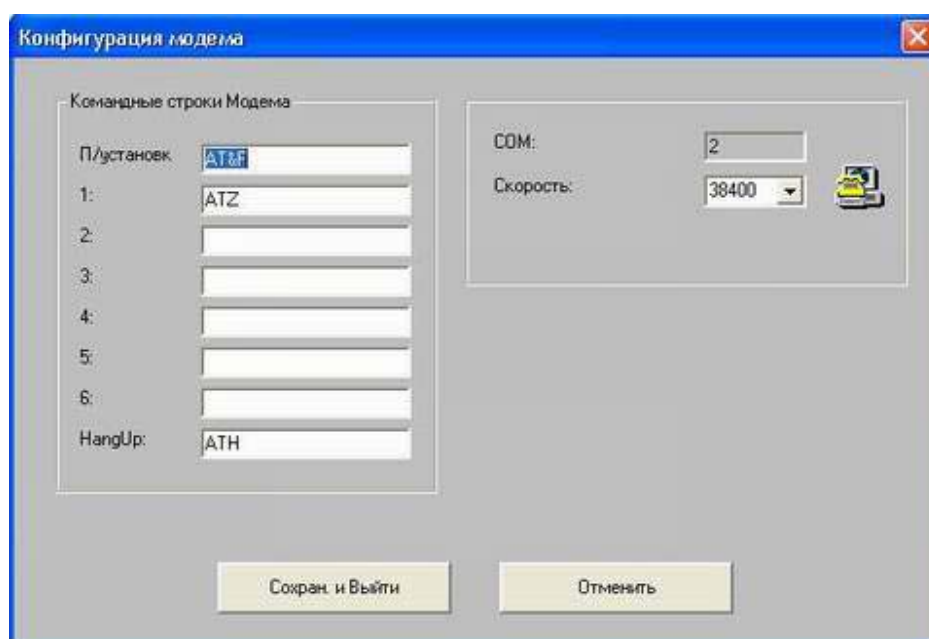 Конфигурация модема
Командные строки Модема
П/установк AT&F
1: ATZ
2:
3:
4:
5:
6:
HangUp: ATH
COM: 2
Скорость: 38400
Сохран. и Выйти
Отменить